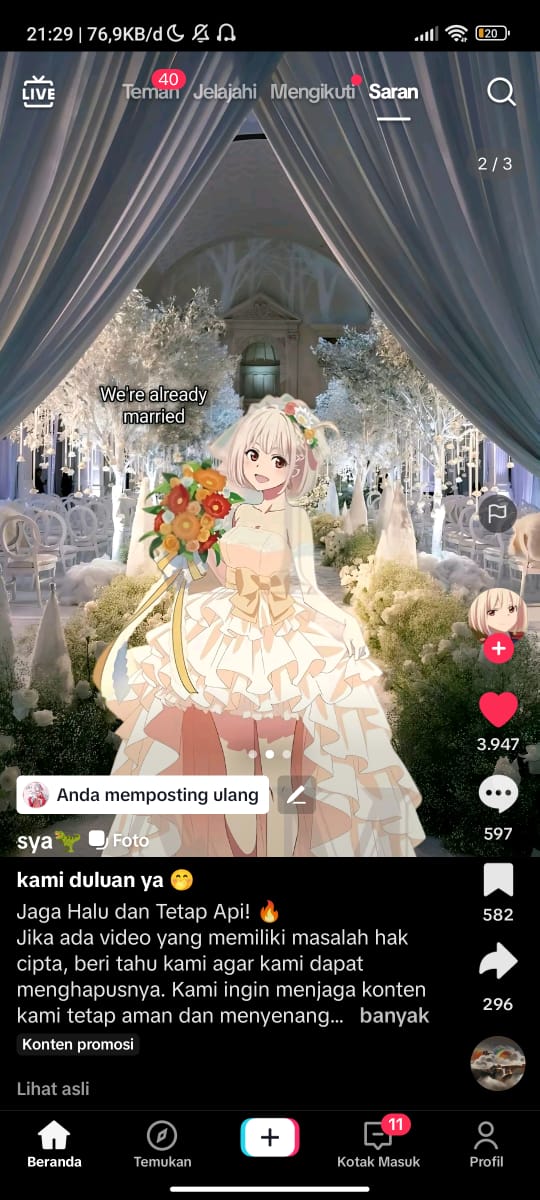 21:29 | 76,9KB/d
20
LIVE
Teman
40
Jelajahi
Mengikuti
Saran
2 / 3
We're already
married
3.947
Anda memposting ulang
597
sya🦖 Foto
kami duluan ya 🤭
582
Jaga Halu dan Tetap Api! 🔥
Jika ada video yang memiliki masalah hak
cipta, beri tahu kami agar kami dapat
menghapusnya. Kami ingin menjaga konten
kami tetap aman dan menyenang... banyak
296
Konten promosi
Lihat asli
Beranda
Temukan
11
Kotak Masuk
Profil